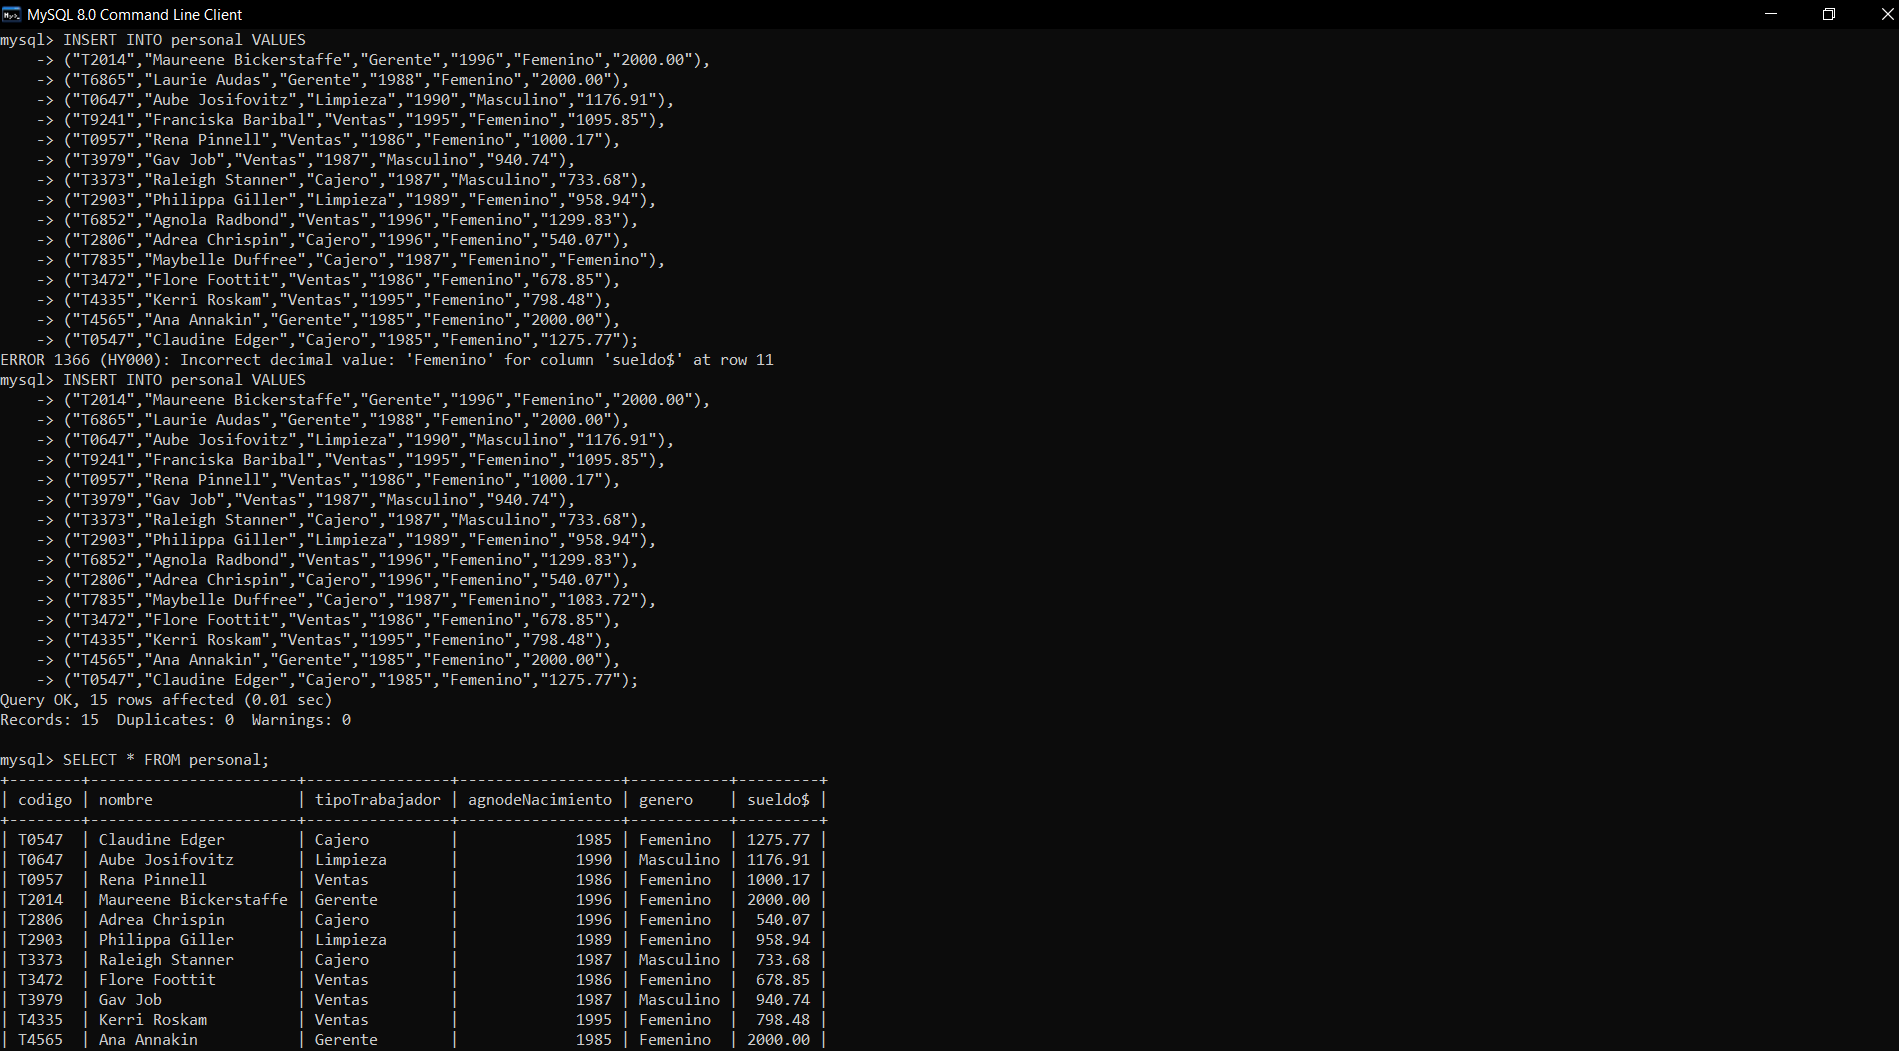 MySQL 8.0 Command Line Client
mysql> INSERT INTO personal VALUES
    -> ("T2014","Maureene Bickerstaffe","Gerente","1996","Femenino","2000.00"),
    -> ("T6865","Laurie Audas","Gerente","1988","Femenino","2000.00"),
    -> ("T0647","Aube Josifovitz","Limpieza","1990","Masculino","1176.91"),
    -> ("T9241","Franciska Baribal","Ventas","1995","Femenino","1095.85"),
    -> ("T0957","Rena Pinnell","Ventas","1986","Femenino","1000.17"),
    -> ("T3979","Gav Job","Ventas","1987","Masculino","940.74"),
    -> ("T3373","Raleigh Stanner","Cajero","1987","Masculino","733.68"),
    -> ("T2903","Philippa Giller","Limpieza","1989","Femenino","958.94"),
    -> ("T6852","Agnola Radbond","Ventas","1996","Femenino","1299.83"),
    -> ("T2806","Adrea Chrispin","Cajero","1996","Femenino","540.07"),
    -> ("T7835","Maybelle Duffree","Cajero","1987","Femenino","Femenino"),
    -> ("T3472","Flore Foottit","Ventas","1986","Femenino","678.85"),
    -> ("T4335","Kerri Roskam","Ventas","1995","Femenino","798.48"),
    -> ("T4565","Ana Annakin","Gerente","1985","Femenino","2000.00"),
    -> ("T0547","Claudine Edger","Cajero","1985","Femenino","1275.77");
ERROR 1366 (HY000): Incorrect decimal value: 'Femenino' for column 'sueldo$' at row 11
mysql> INSERT INTO personal VALUES
    -> ("T2014","Maureene Bickerstaffe","Gerente","1996","Femenino","2000.00"),
    -> ("T6865","Laurie Audas","Gerente","1988","Femenino","2000.00"),
    -> ("T0647","Aube Josifovitz","Limpieza","1990","Masculino","1176.91"),
    -> ("T9241","Franciska Baribal","Ventas","1995","Femenino","1095.85"),
    -> ("T0957","Rena Pinnell","Ventas","1986","Femenino","1000.17"),
    -> ("T3979","Gav Job","Ventas","1987","Masculino","940.74"),
    -> ("T3373","Raleigh Stanner","Cajero","1987","Masculino","733.68"),
    -> ("T2903","Philippa Giller","Limpieza","1989","Femenino","958.94"),
    -> ("T6852","Agnola Radbond","Ventas","1996","Femenino","1299.83"),
    -> ("T2806","Adrea Chrispin","Cajero","1996","Femenino","540.07"),
    -> ("T7835","Maybelle Duffree","Cajero","1987","Femenino","1083.72"),
    -> ("T3472","Flore Foottit","Ventas","1986","Femenino","678.85"),
    -> ("T4335","Kerri Roskam","Ventas","1995","Femenino","798.48"),
    -> ("T4565","Ana Annakin","Gerente","1985","Femenino","2000.00"),
    -> ("T0547","Claudine Edger","Cajero","1985","Femenino","1275.77");
Query OK, 15 rows affected (0.01 sec)
Records: 15  Duplicates: 0  Warnings: 0
mysql> SELECT * FROM personal;
+--------+-----------------------+----------------+------------------+-----------+---------+
| codigo | nombre                | tipoTrabajador | agnodeNacimiento | genero    | sueldo$ |
+--------+-----------------------+----------------+------------------+-----------+---------+
| T0547  | Claudine Edger        | Cajero         |             1985 | Femenino  | 1275.77 |
| T0647  | Aube Josifovitz       | Limpieza       |             1990 | Masculino | 1176.91 |
| T0957  | Rena Pinnell          | Ventas         |             1986 | Femenino  | 1000.17 |
| T2014  | Maureene Bickerstaffe | Gerente        |             1996 | Femenino  | 2000.00 |
| T2806  | Adrea Chrispin        | Cajero         |             1996 | Femenino  |  540.07 |
| T2903  | Philippa Giller       | Limpieza       |             1989 | Femenino  |  958.94 |
| T3373  | Raleigh Stanner       | Cajero         |             1987 | Masculino |  733.68 |
| T3472  | Flore Foottit         | Ventas         |             1986 | Femenino  |  678.85 |
| T3979  | Gav Job               | Ventas         |             1987 | Masculino |  940.74 |
| T4335  | Kerri Roskam          | Ventas         |             1995 | Femenino  |  798.48 |
| T4565  | Ana Annakin           | Gerente        |             1985 | Femenino  | 2000.00 |